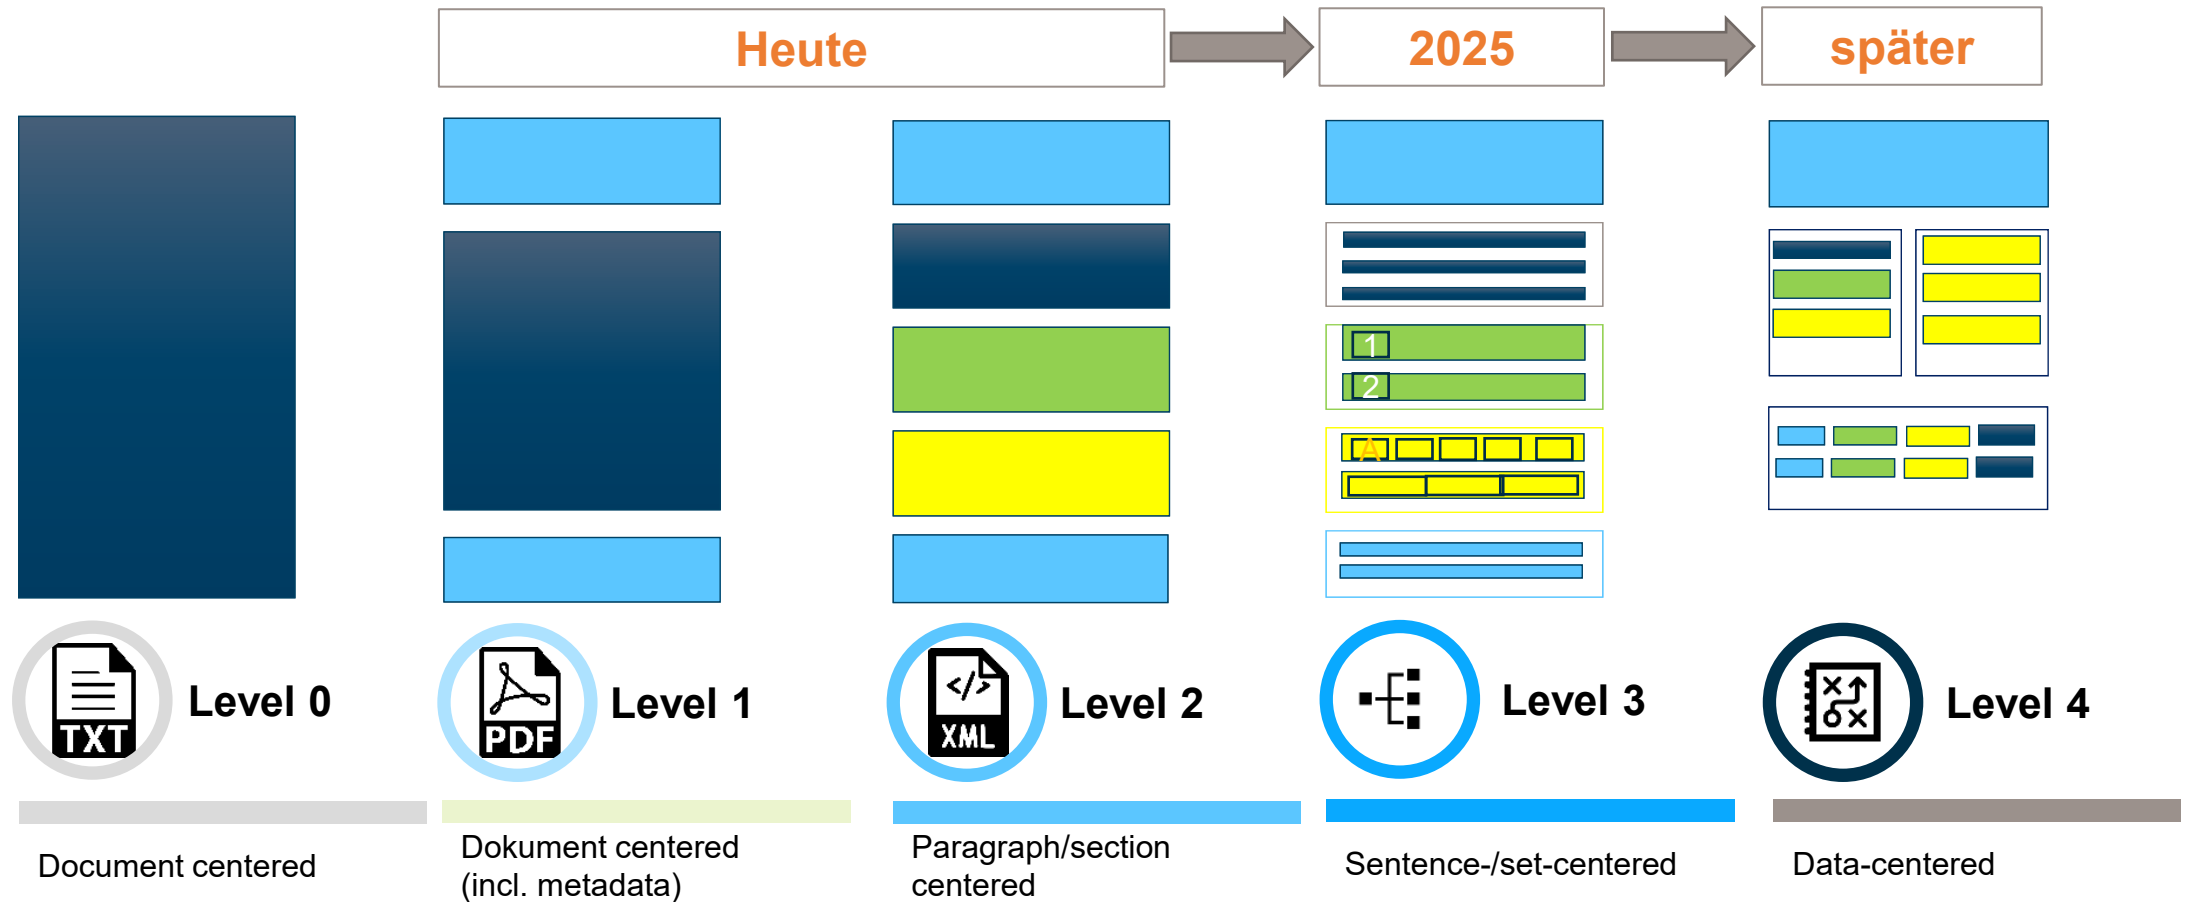 Heute
2025
später
1
2
A
TXT
Level 0
PDF
Level 1
</>
XML
Level 2
Level 3
Level 4
Document centered
Dokument centered
(incl. metadata)
Paragraph/section
centered
Sentence-/set-centered
Data-centered